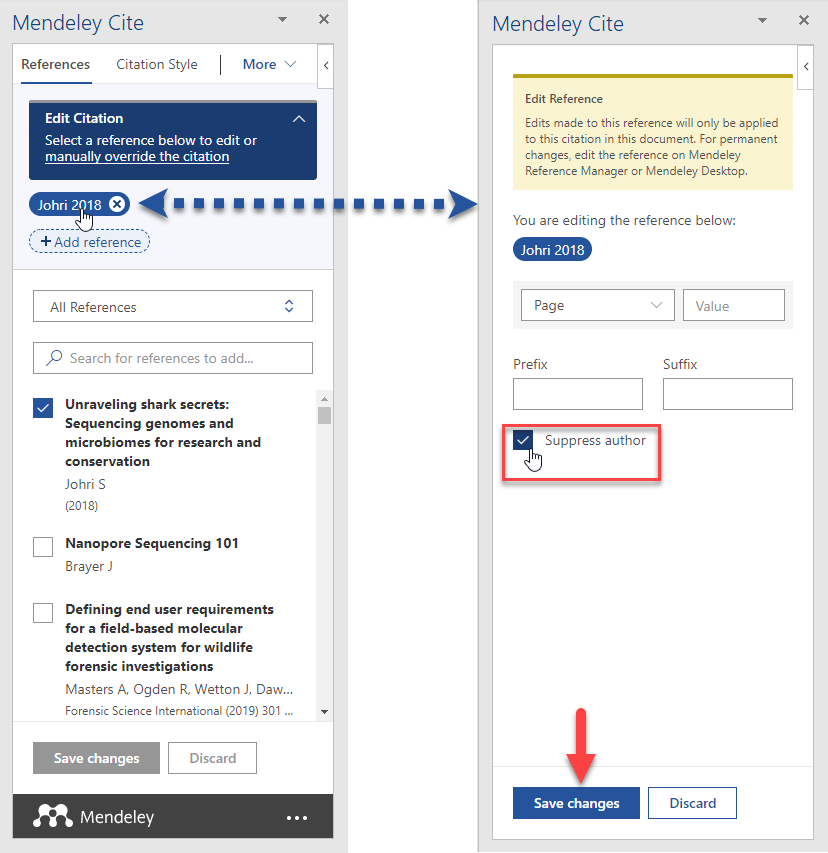 Mendeley Cite
References
Citation Style
More
Edit Citation
Select a reference below to edit or
manually override the citation
Johri 2018
+ Add reference
All References
Search for references to add...
Unraveling shark secrets:
Sequencing genomes and
microbiomes for research and
conservation
Johri S
(2018)
Nanopore Sequencing 101
Brayer J
Defining end user requirements
for a field-based molecular
detection system for wildlife
forensic investigations
Masters A, Ogden R, Wetton J, Daw...
Forensic Science International (2019) 301 ...
Save changes
Discard
Mendeley
Mendeley Cite
Edit Reference
Edits made to this reference will only be applied
to this citation in this document. For permanent
changes, edit the reference on Mendeley
Reference Manager or Mendeley Desktop.
You are editing the reference below:
Johri 2018
Page
Value
Prefix
Suffix
Suppress author
Save changes
Discard